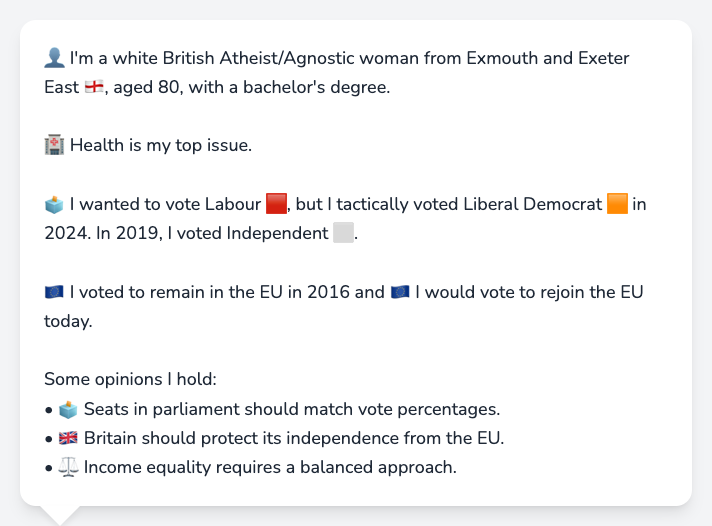 👤 I'm a white British Atheist/Agnostic woman from Exmouth and Exeter
East 🏴󠁧󠁢󠁥󠁮󠁧󠁿, aged 80, with a bachelor's degree.
🏥 Health is my top issue.
🗳️ I wanted to vote Labour 🟥, but I tactically voted Liberal Democrat 🟧 in
2024. In 2019, I voted Independent ⬜.
🇪🇺 I voted to remain in the EU in 2016 and 🇪🇺 I would vote to rejoin the EU
today.
Some opinions I hold:
• 🗳️ Seats in parliament should match vote percentages.
• 🇬🇧 Britain should protect its independence from the EU.
• ⚖️ Income equality requires a balanced approach.